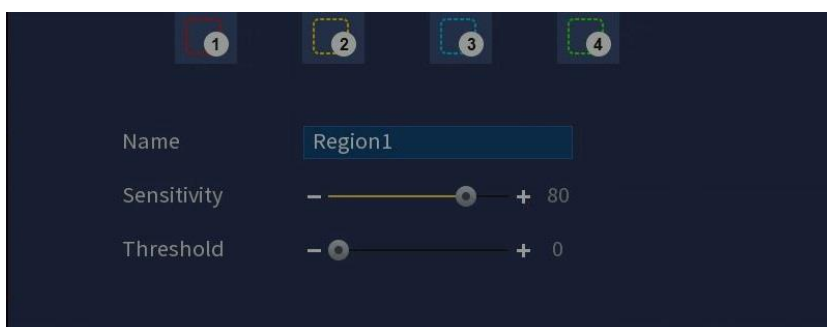 1 2 3 4
Name Region1
Sensitivity − + 80
Threshold − + 0